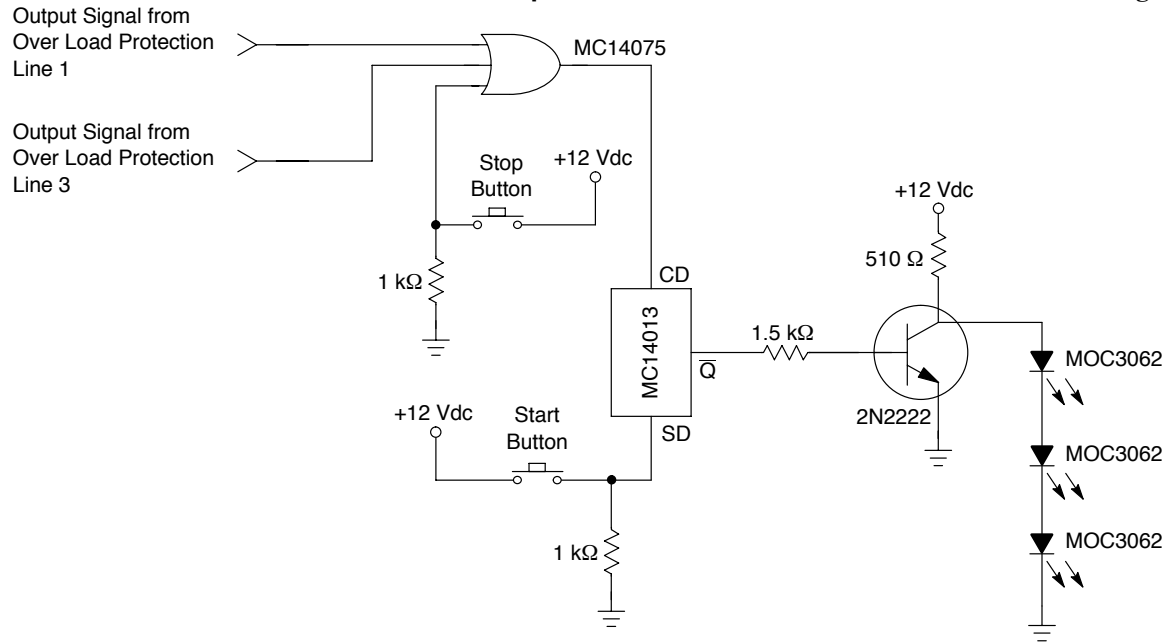 Output Signal from
Over Load Protection
Line 1
MC14075
Output Signal from
Over Load Protection
Line 3
Stop
Button
+12 Vdc
+12 Vdc
510 Ω
1 kΩ
CD
MC14013
1.5 kΩ
Q
MOC3062
2N2222
+12 Vdc
Start
Button
SD
MOC3062
1 kΩ
MOC3062